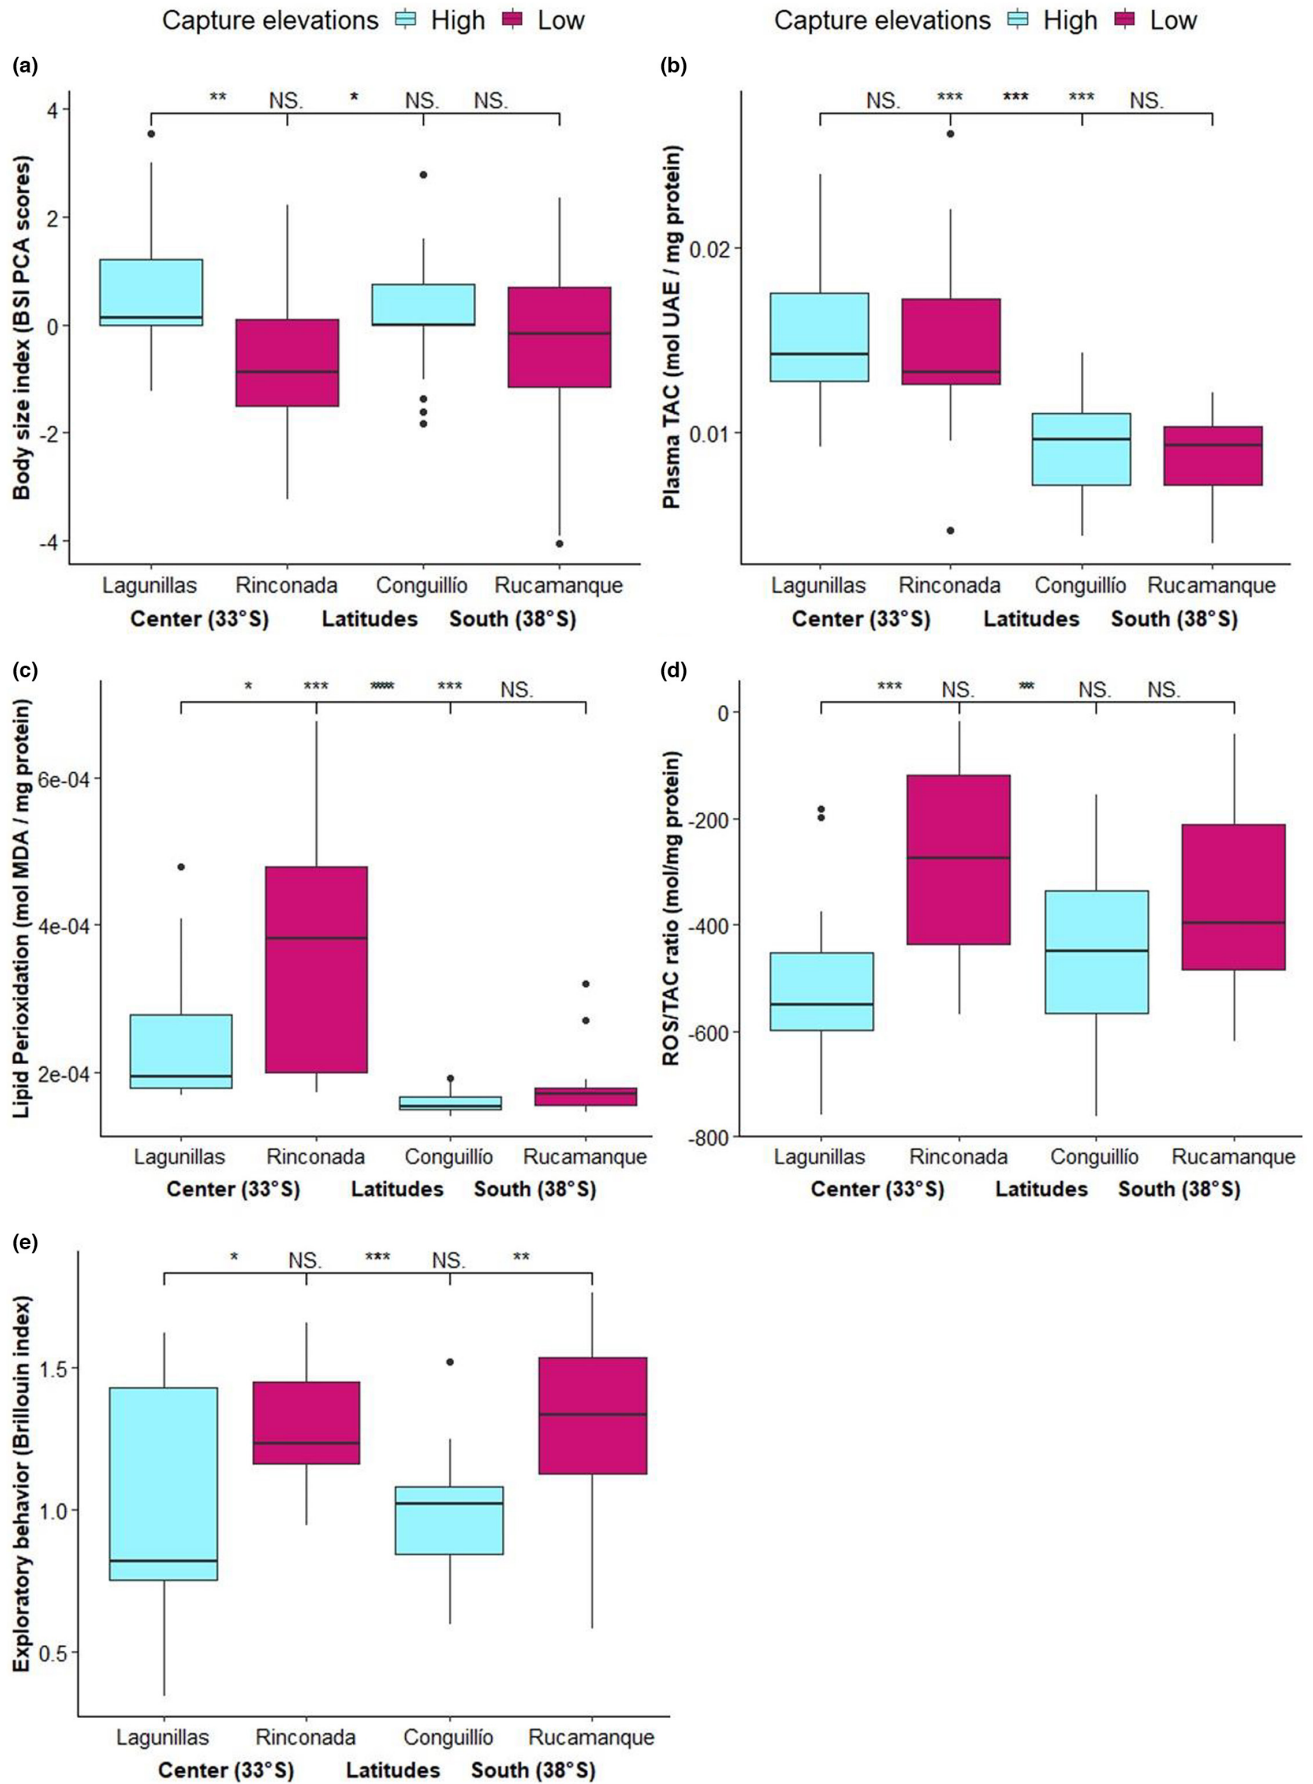 Capture elevations High Low
Capture elevations High Low
(a)
** NS. * NS. NS.
Body size index (BSI PCA scores)
4
2
0
-2
-4
Lagunillas Rinconada Conguillío Rucamanque
Center (33°S) Latitudes South (38°S)
(b)
NS. *** *** *** NS.
Plasma TAC (mol UAE / mg protein)
0.02
0.01
Lagunillas Rinconada Conguillío Rucamanque
Center (33°S) Latitudes South (38°S)
(c)
* *** *** NS.
Lipid Perioxidation (mol MDA / mg protein)
6e-04
4e-04
2e-04
Lagunillas Rinconada Conguillío Rucamanque
Center (33°S) Latitudes South (38°S)
(d)
*** NS. NS. NS.
ROS/TAC ratio (mol/mg protein)
0
-200
-400
-600
-800
Lagunillas Rinconada Conguillío Rucamanque
Center (33°S) Latitudes South (38°S)
(e)
* NS. *** NS. **
Exploratory behavior (Brillouin index)
1.5
1.0
0.5
Lagunillas Rinconada Conguillío Rucamanque
Center (33°S) Latitudes South (38°S)